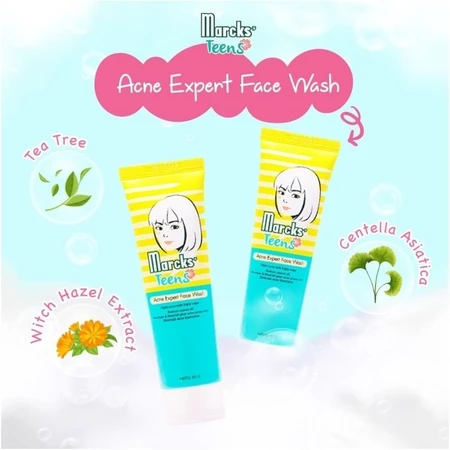 Marcks'
Teens
Acne Expert Face Wash
Tea Tree
Witch Hazel Extract
Centella Asiatica
Marcks'
Teens
Acne Expert Face Wash
Marcks'
Teens
Acne Expert Face Wash